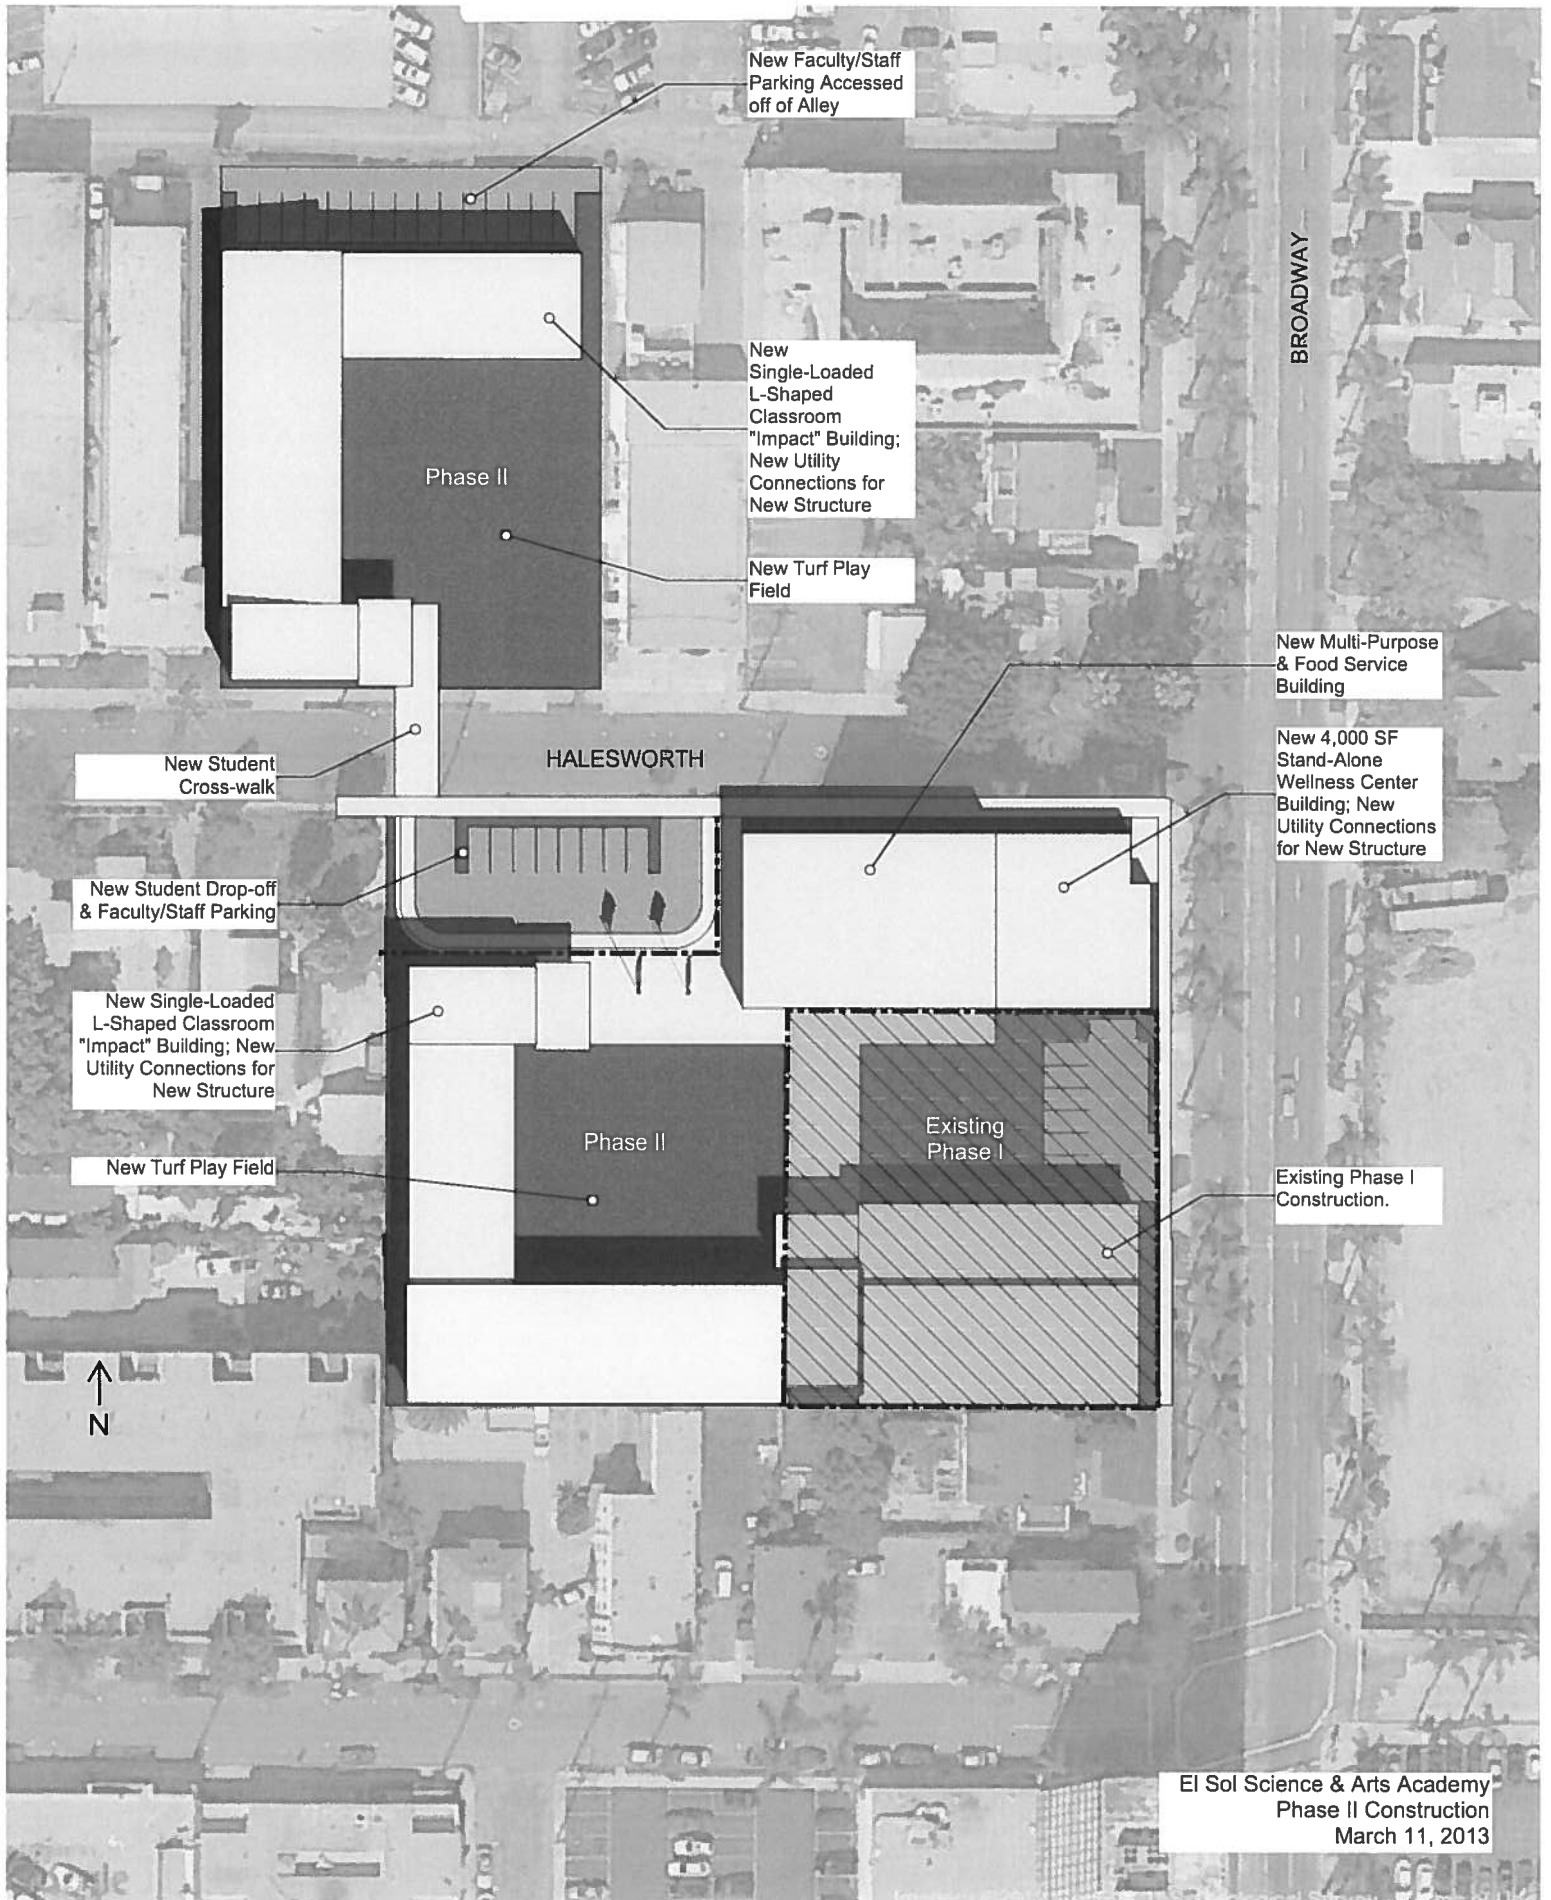 New Faculty/Staff
Parking Accessed
off of Alley
BROADWAY
New
Single-Loaded
L-Shaped
Classroom
"Impact" Building;
New Utility
Connections for
New Structure
Phase II
New Turf Play
Field
New Multi-Purpose
& Food Service
Building
New 4,000 SF
Stand-Alone
Wellness Center
Building; New
Utility Connections
for New Structure
HALESWORTH
New Student
Cross-walk
New Student Drop-off
& Faculty/Staff Parking
New Single-Loaded
L-Shaped Classroom
"Impact" Building; New
Utility Connections for
New Structure
Phase II
Existing
Phase I
New Turf Play Field
Existing Phase I
Construction.
N
El Sol Science & Arts Academy
Phase II Construction
March 11, 2013